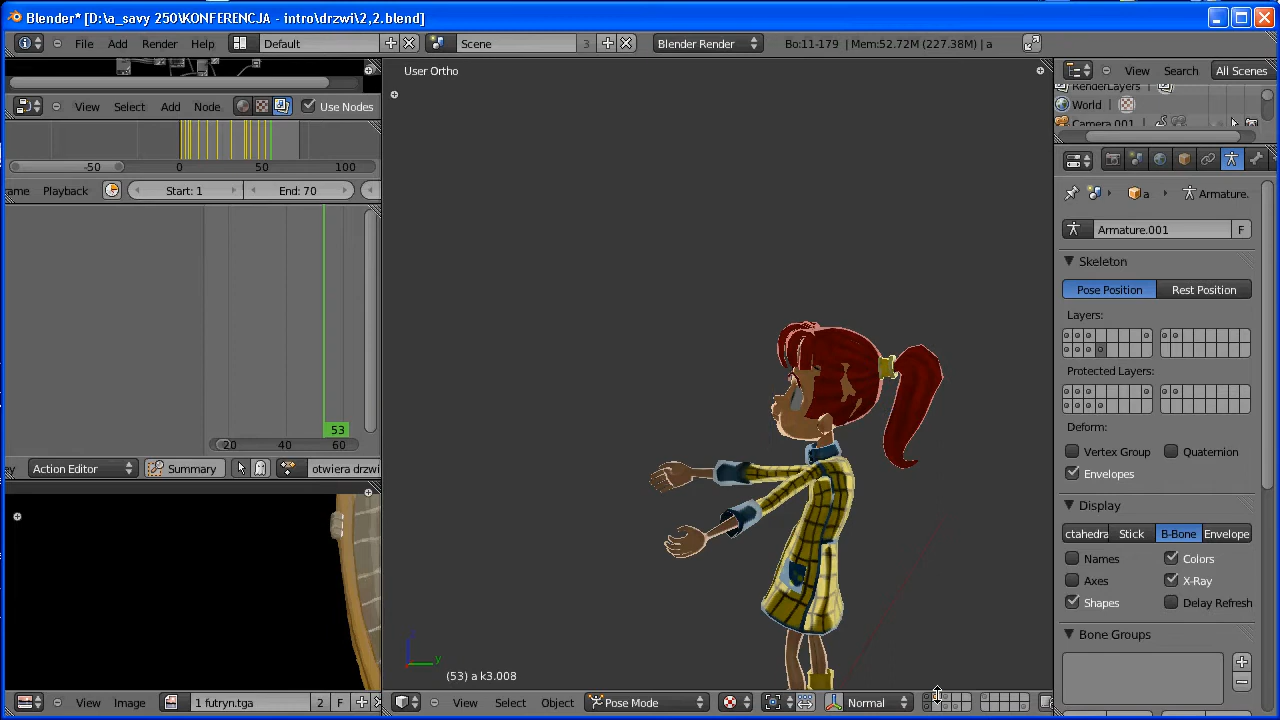 Blender* [D:\a_savy 250\KONFERENCJA - intro\drzwi\2,2.blend]
File Add Render Help Default Scene 3 Blender Render Bo:11-179 | Mem:52.72M (227.38M) | a
User Ortho
View Search All Scenes
RenderLayers
World
Camera.001
View Select Add Node Use Nodes
-50 0 50 100
ame Playback Start: 1 End: 70
a Armature.
Armature.001 F
Skeleton
Pose Position Rest Position
Layers:
Protected Layers:
Deform:
Vertex Group Quaternion
Envelopes
53
20 40 60
Action Editor Summary otwiera drzwi
Display
ctahedra Stick B-Bone Envelope
Names Colors
Axes X-Ray
Shapes Delay Refresh
Bone Groups
y
(53) a k3.008
View Image 1 futryn.tga 2 F
View Select Object Pose Mode Normal